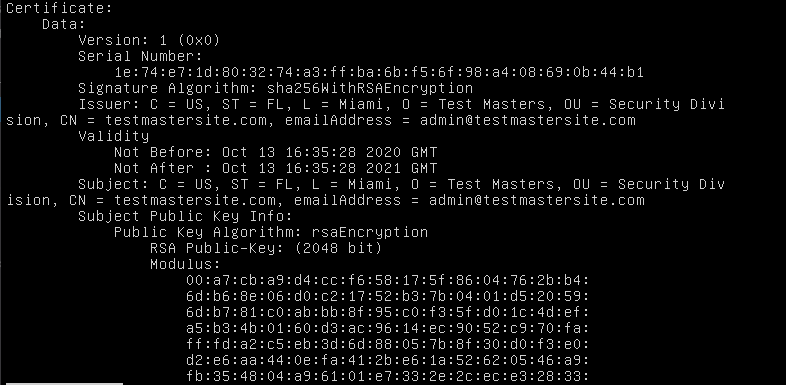 Certificate:
Data:
Version: 1 (0x0)
Serial Number:
1e:74:e7:1d:80:32:74:a3:ff:ba:6b:f5:6f:98:a4:08:69:0b:44:b1
Signature Algorithm: sha256WithRSAEncryption
Issuer: C = US, ST = FL, L = Miami, O = Test Masters, OU = Security Divi
sion, CN = testmastersite.com, emailAddress = admin@testmastersite.com
Validity
Not Before: Oct 13 16:35:28 2020 GMT
Not After : Oct 13 16:35:28 2021 GMT
Subject: C = US, ST = FL, L = Miami, O = Test Masters, OU = Security Div
ision, CN = testmastersite.com, emailAddress = admin@testmastersite.com
Subject Public Key Info:
Public Key Algorithm: rsaEncryption
RSA Public-Key: (2048 bit)
Modulus:
00:a7:cb:a9:d4:cc:f6:58:17:5f:86:04:76:2b:b4:
6d:b6:8e:06:d0:c2:17:52:b3:7b:04:01:d5:20:59:
6d:b7:81:c0:ab:bb:8f:95:c0:f3:5f:d0:1c:4d:ef:
a5:b3:4b:01:60:d3:ac:96:14:ec:90:52:c9:70:fa:
ff:fd:a2:c5:eb:3d:6d:88:05:7b:8f:30:d0:f3:e0:
d2:e6:aa:44:0e:fa:41:2b:e6:1a:52:62:05:46:a9:
fb:35:48:04:a9:61:01:e7:33:2e:2c:ec:e3:28:33: